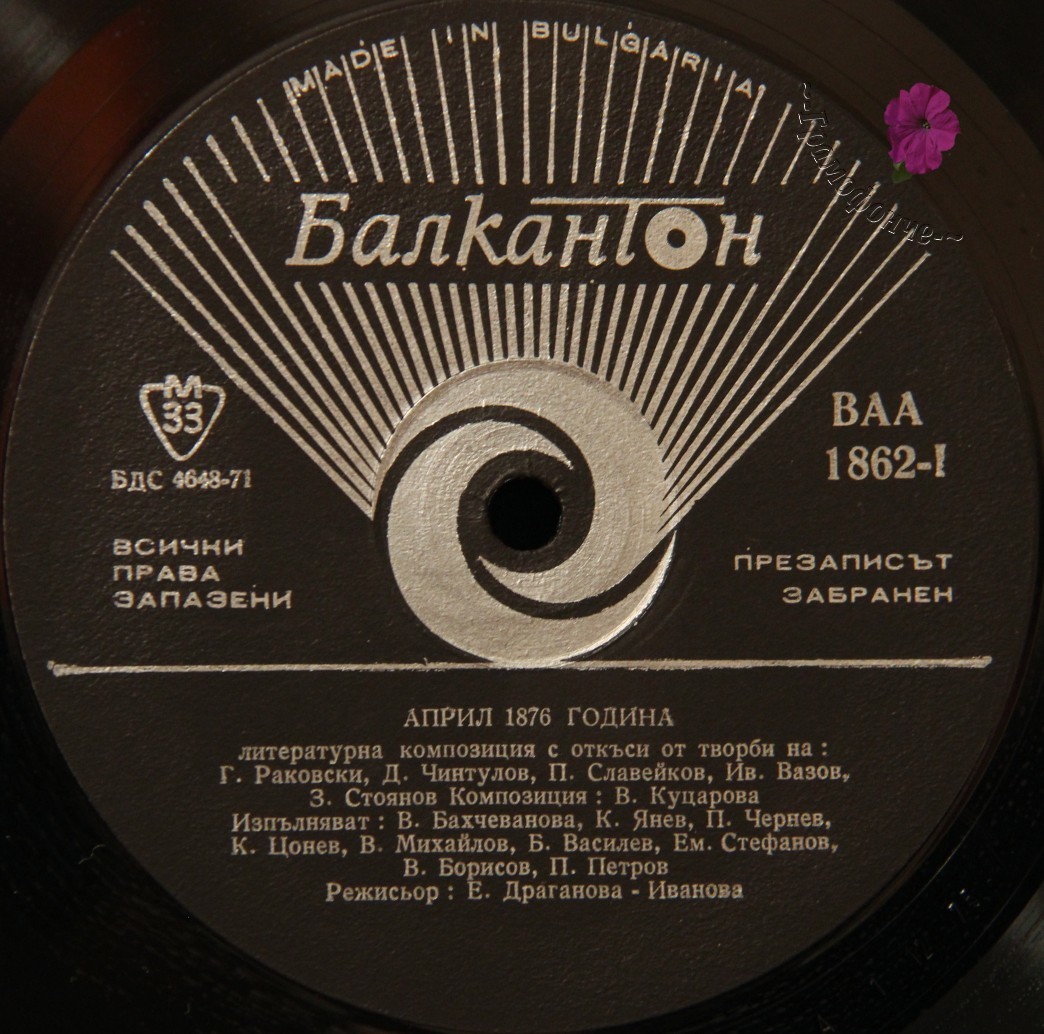 MADE IN BULGARIA
~~Грамофонче~~
Балкантон
М
33
БДС 4648-71
ВАА
1862-I
ВСИЧКИ
ПРАВА
ЗАПАЗЕНИ
ПРЕЗАПИСЪТ
ЗАБРАНЕН
АПРИЛ 1876 ГОДИНА
литературна композиция с откъси от творби на :
Г. Раковски, Д. Чинтулов, П. Славейков, Ив. Вазов,
З. Стоянов Композиция : В. Куцарова
Изпълняват : В. Бахчеванова, К. Янев, П. Чернев,
К. Цонев, В. Михайлов, Б. Василев, Ем. Стефанов,
В. Борисов, П. Петров
Режисьор : Е. Драганова - Иванова